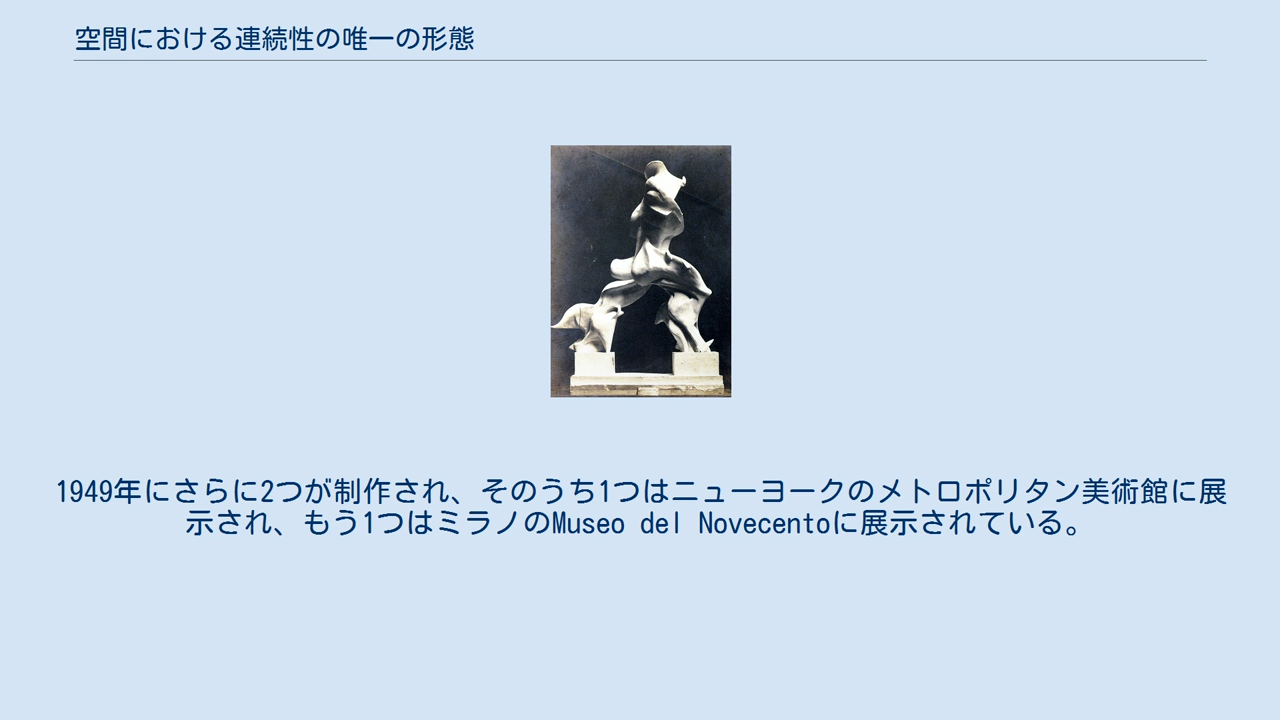 空間における連続性の唯一の形態
1949年にさらに2つが制作され、そのうち1つはニューヨークのメトロポリタン美術館に展
示され、もう1つはミラノのMuseo del Novecentoに展示されている。